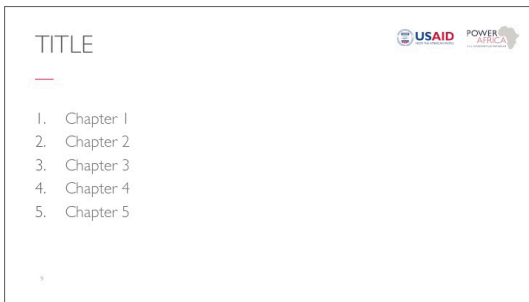 TITLE
USAID
POWER
AFRICA
1. Chapter 1
2. Chapter 2
3. Chapter 3
4. Chapter 4
5. Chapter 5